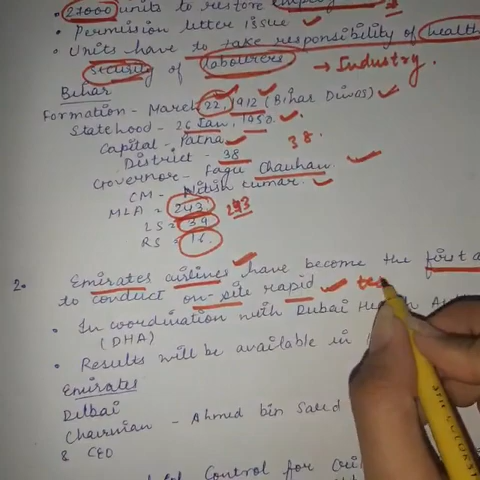 • 27000 units to restore employ
• Permission letter issue
• Units have to take responsibility of health
security of labourers → Industry.
Bihar
Formation - March 22, 1912 (Bihar Diwas)
Statehood - 26 Jan, 1950.
Capital - Patna
District - 38 38.
Governor - Fagu Chauhan
CM - Nitish Kumar.
MLA = 243 243
LS = 39
RS = 16.
2. Emirates airlines have become the first a
to conduct on-site rapid
• In coordination with Dubai Health A
(DHA)
• Results will be available in
Emirates
Dubai
Chairman - Ahmed bin Saeed
& CEO
Control for